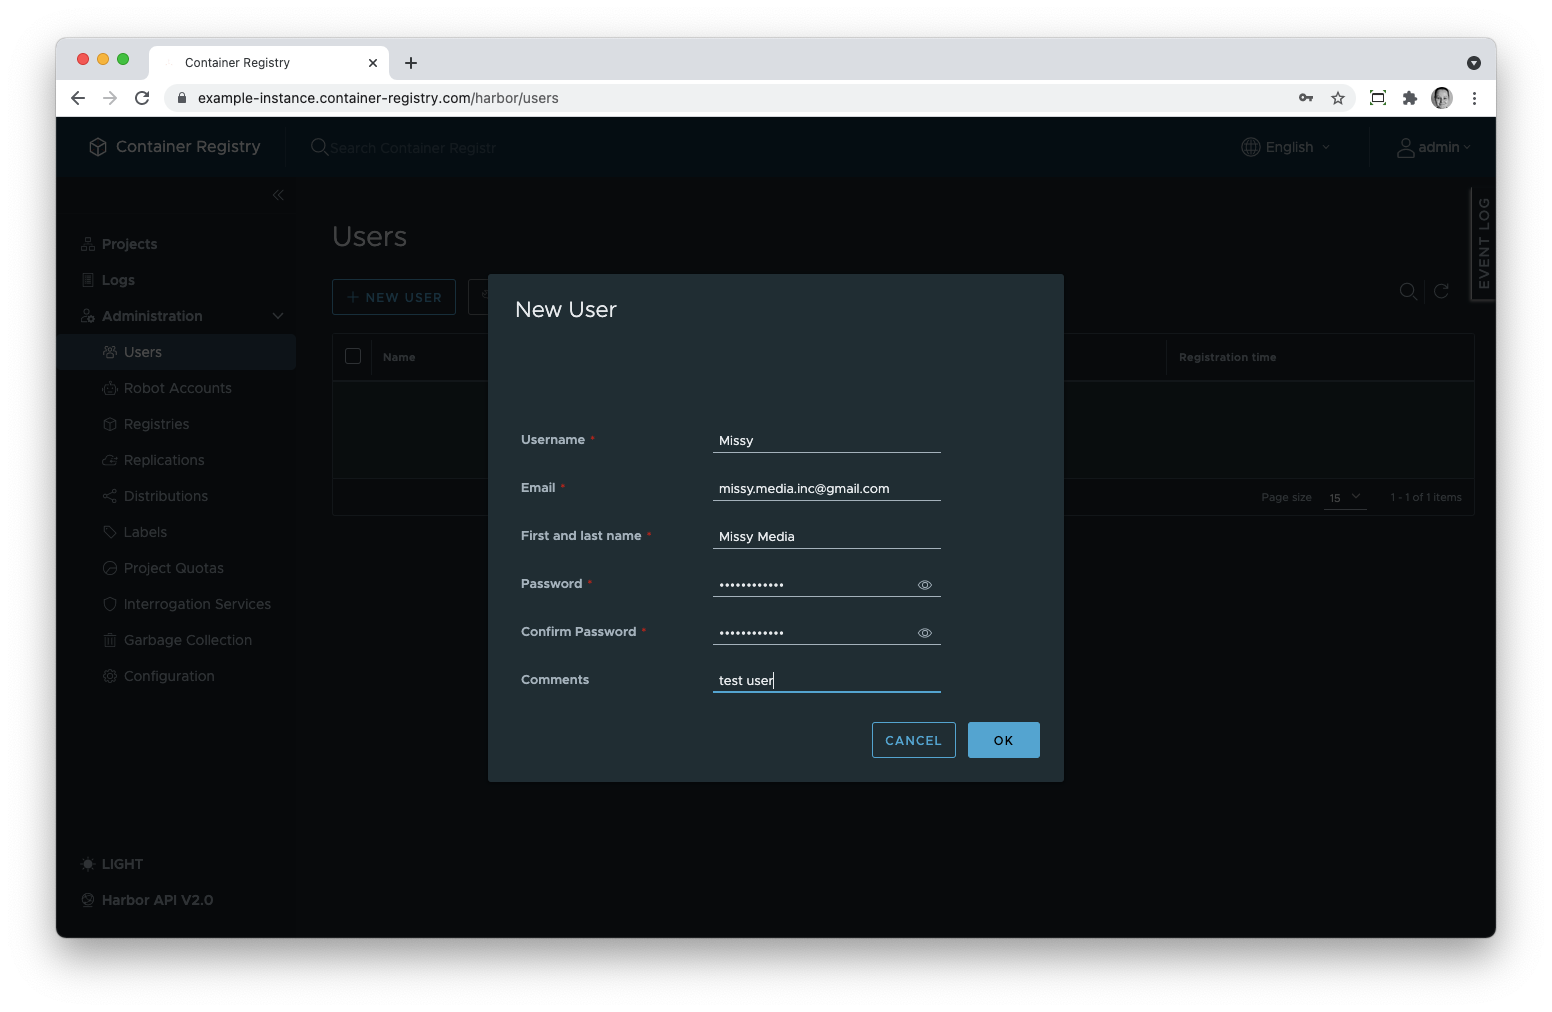 Container Registry
example-instance.container-registry.com/harbor/users
Container Registry
Search Container Registr
English
admin
EVENT LOG
Projects
Logs
Administration
Users
Robot Accounts
Registries
Replications
Distributions
Labels
Project Quotas
Interrogation Services
Garbage Collection
Configuration
LIGHT
Harbor API V2.0
Users
+ NEW USER
Name
Registration time
Page size 15 1 - 1 of 1 items
New User
Username * Missy
Email * missy.media.inc@gmail.com
First and last name * Missy Media
Password * ••••••••••••
Confirm Password * ••••••••••••
Comments test user
CANCEL OK